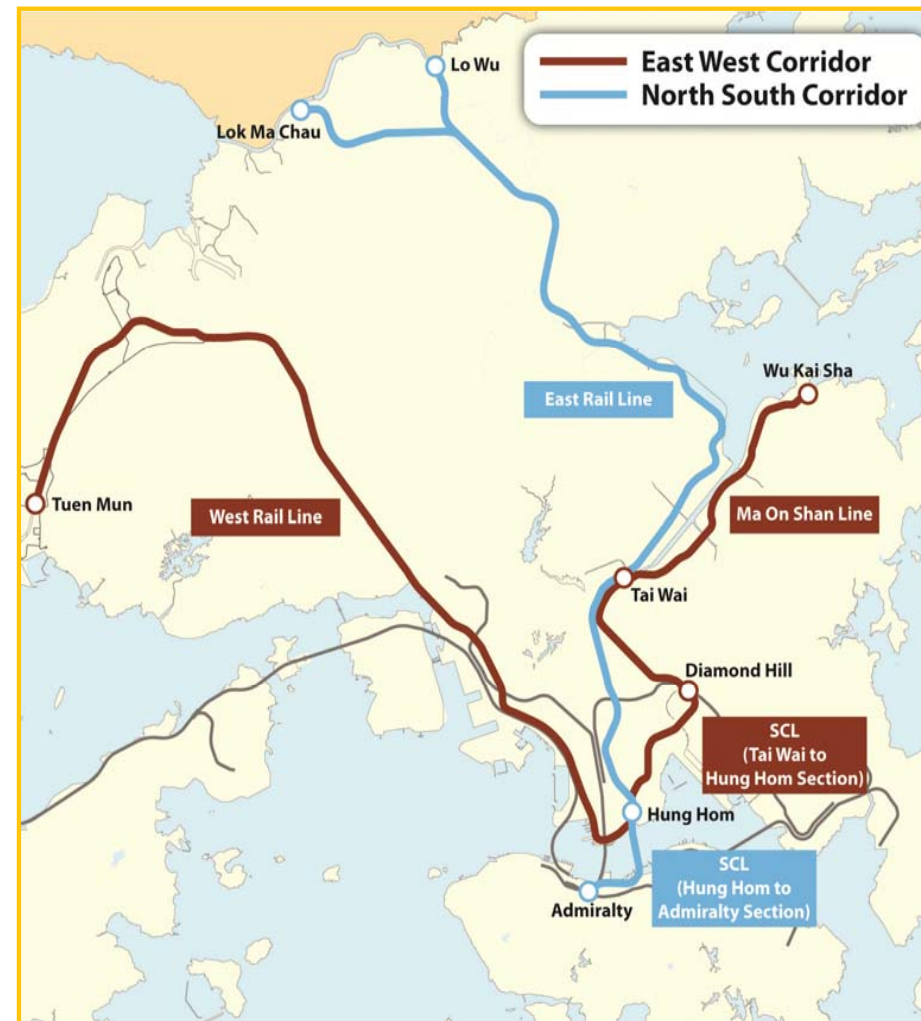 East West Corridor
North South Corridor
Lo Wu
Lok Ma Chau
Wu Kai Sha
East Rail Line
Tuen Mun
West Rail Line
Ma On Shan Line
Tai Wai
Diamond Hill
SCL
(Tai Wai to
Hung Hom Section)
Hung Hom
SCL
(Hung Hom to
Admiralty Section)
Admiralty